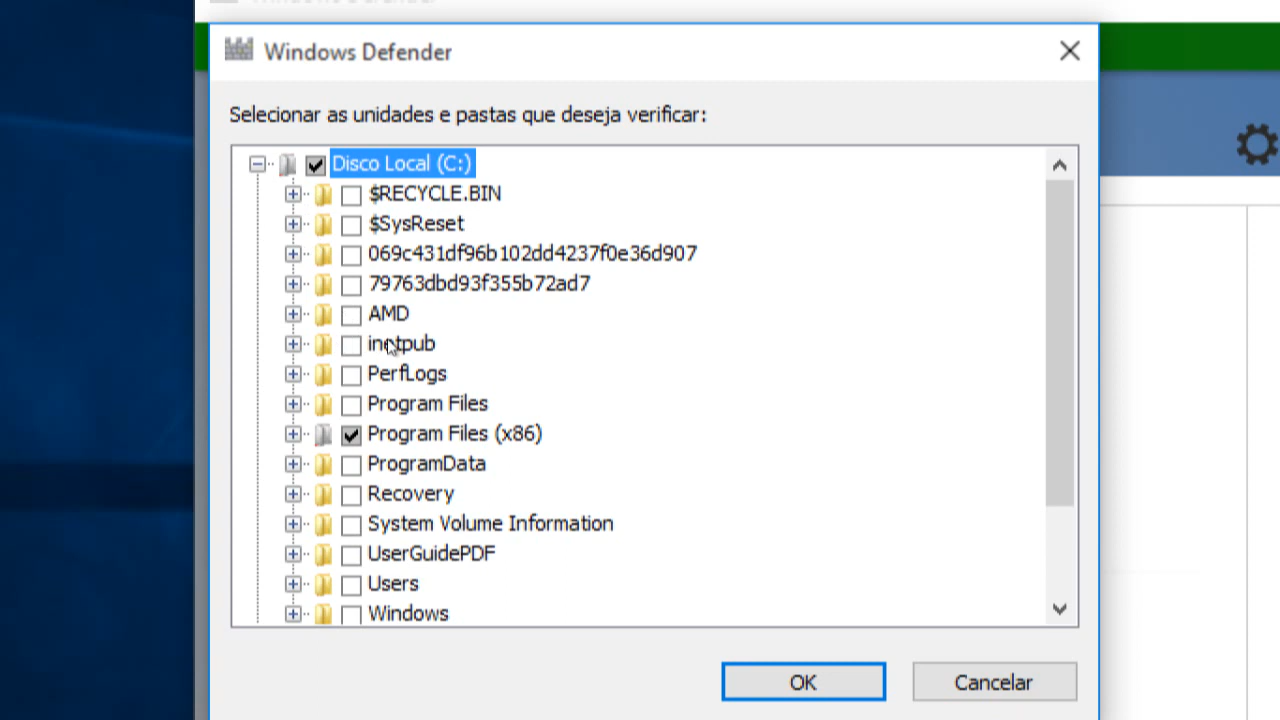 Windows Defender
Selecionar as unidades e pastas que deseja verificar:
Disco Local (C:)
$RECYCLE.BIN
$SysReset
069c431df96b102dd4237f0e36d907
79763dbd93f355b72ad7
AMD
inetpub
PerfLogs
Program Files
Program Files (x86)
ProgramData
Recovery
System Volume Information
UserGuidePDF
Users
Windows
OK
Cancelar